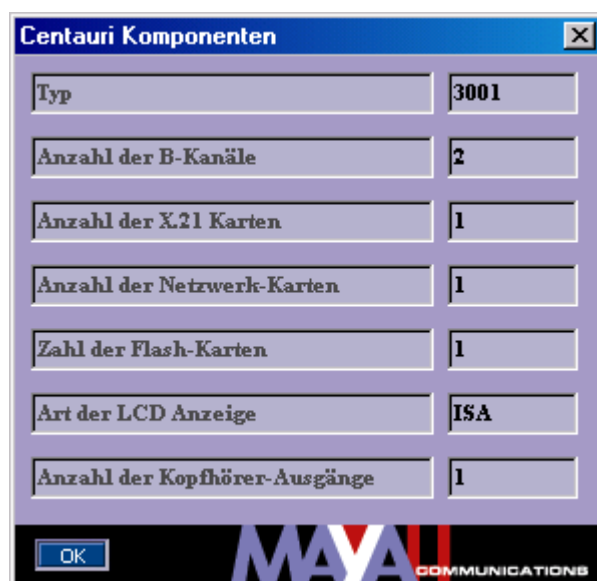 Centauri Komponenten
Typ 3001
Anzahl der B-Kanäle 2
Anzahl der X.21 Karten 1
Anzahl der Netzwerk-Karten 1
Zahl der Flash-Karten 1
Art der LCD Anzeige ISA
Anzahl der Kopfhörer-Ausgänge 1
OK
MAYAH
COMMUNICATIONS